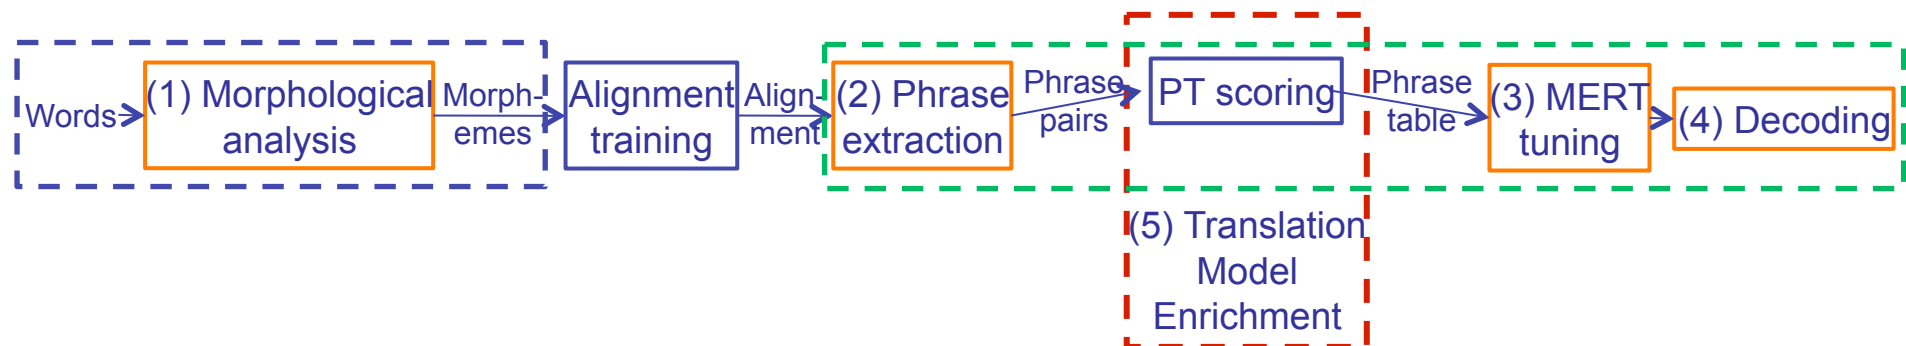 Words
(1) Morphological
analysis
Morph-
emes
Alignment
training
Align-
ment
(2) Phrase
extraction
Phrase
pairs
PT scoring
Phrase
table
(3) MERT
tuning
(4) Decoding
(5) Translation
Model
Enrichment